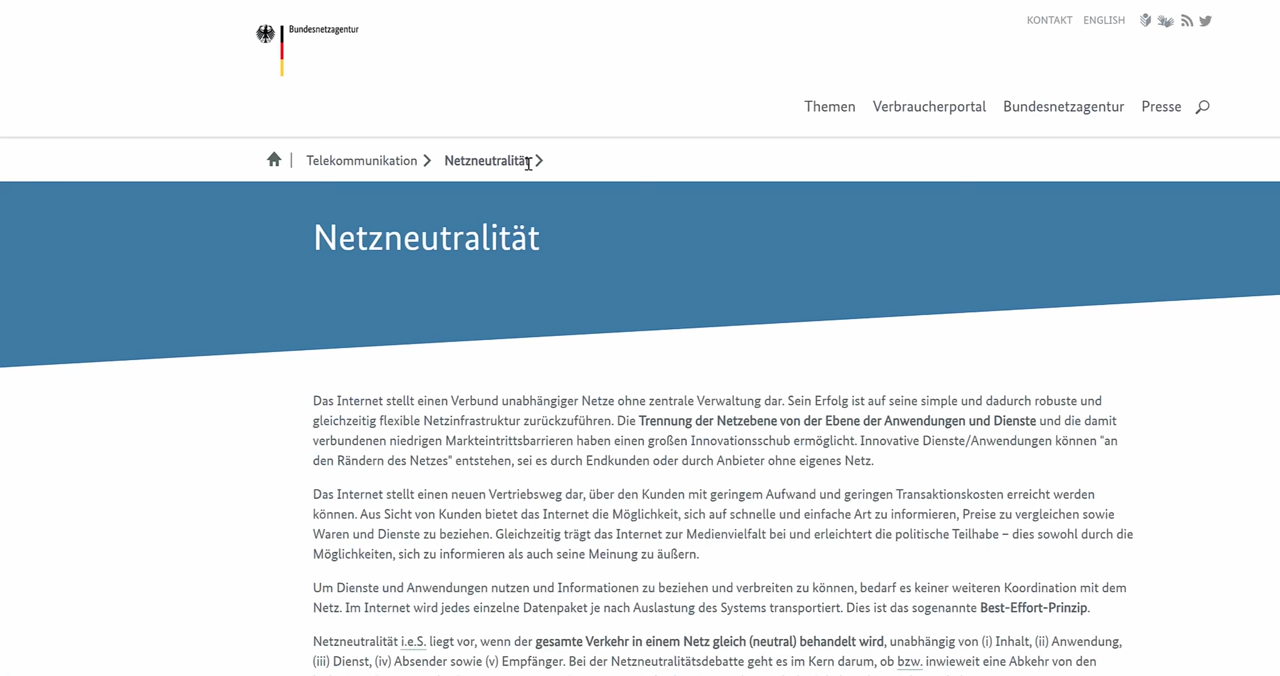 Bundesnetzagentur
KONTAKT ENGLISH
Themen Verbraucherportal Bundesnetzagentur Presse
Telekommunikation Netzneutralität
Netzneutralität
Das Internet stellt einen Verbund unabhängiger Netze ohne zentrale Verwaltung dar. Sein Erfolg ist auf seine simple und dadurch robuste und
gleichzeitig flexible Netzinfrastruktur zurückzuführen. Die Trennung der Netzebene von der Ebene der Anwendungen und Dienste und die damit
verbundenen niedrigen Markteintrittsbarrieren haben einen großen Innovationsschub ermöglicht. Innovative Dienste/Anwendungen können "an
den Rändern des Netzes" entstehen, sei es durch Endkunden oder durch Anbieter ohne eigenes Netz.
Das Internet stellt einen neuen Vertriebsweg dar, über den Kunden mit geringem Aufwand und geringen Transaktionskosten erreicht werden
können. Aus Sicht von Kunden bietet das Internet die Möglichkeit, sich auf schnelle und einfache Art zu informieren, Preise zu vergleichen sowie
Waren und Dienste zu beziehen. Gleichzeitig trägt das Internet zur Medienvielfalt bei und erleichtert die politische Teilhabe – dies sowohl durch die
Möglichkeiten, sich zu informieren als auch seine Meinung zu äußern.
Um Dienste und Anwendungen nutzen und Informationen zu beziehen und verbreiten zu können, bedarf es keiner weiteren Koordination mit dem
Netz. Im Internet wird jedes einzelne Datenpaket je nach Auslastung des Systems transportiert. Dies ist das sogenannte Best-Effort-Prinzip.
Netzneutralität i.e.S. liegt vor, wenn der gesamte Verkehr in einem Netz gleich (neutral) behandelt wird, unabhängig von (i) Inhalt, (ii) Anwendung,
(iii) Dienst, (iv) Absender sowie (v) Empfänger. Bei der Netzneutralitätsdebatte geht es im Kern darum, ob bzw. inwieweit eine Abkehr von den